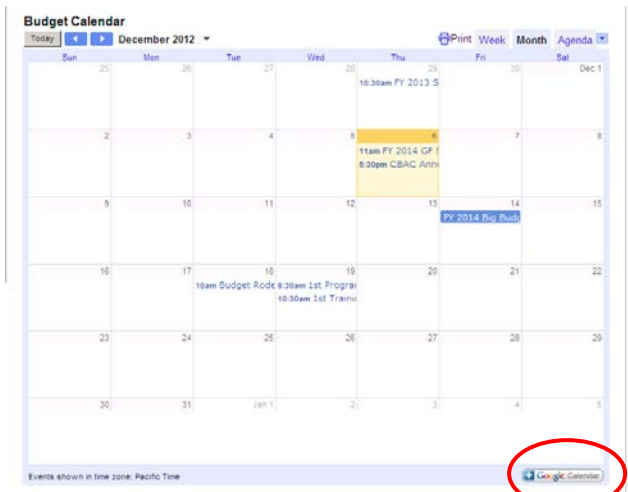 Budget Calendar
Today December 2012 Print Week Month Agenda
Sun Mon Tue Wed Thu Fri Sat
25 26 27 28 29 30 Dec 1
10:30am FY 2013 S
2 3 4 5 6 7 8
11am FY 2014 GF
CBAC Ann
9 10 11 12 13 14 15
FY 2014 Big Budg
16 17 18 19 20 21 22
10am Budget Rode 8:30am 1st Progra
10:30am 1st Traini
23 24 25 26 27 28 29
30 31 Jan 1 2 3 4 5
Events shown in time zone: Pacific Time
Google Calendar